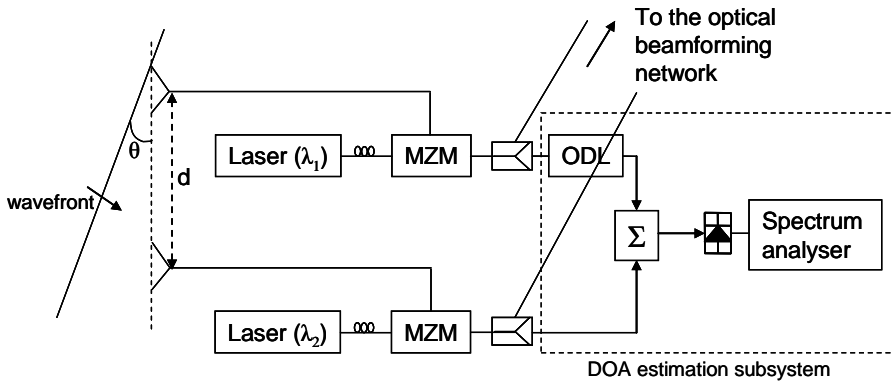 To the optical
beamforming
network
θ
d
wavefront
Laser (λ1)
MZM
ODL
Σ
Spectrum
analyser
Laser (λ2)
MZM
DOA estimation subsystem